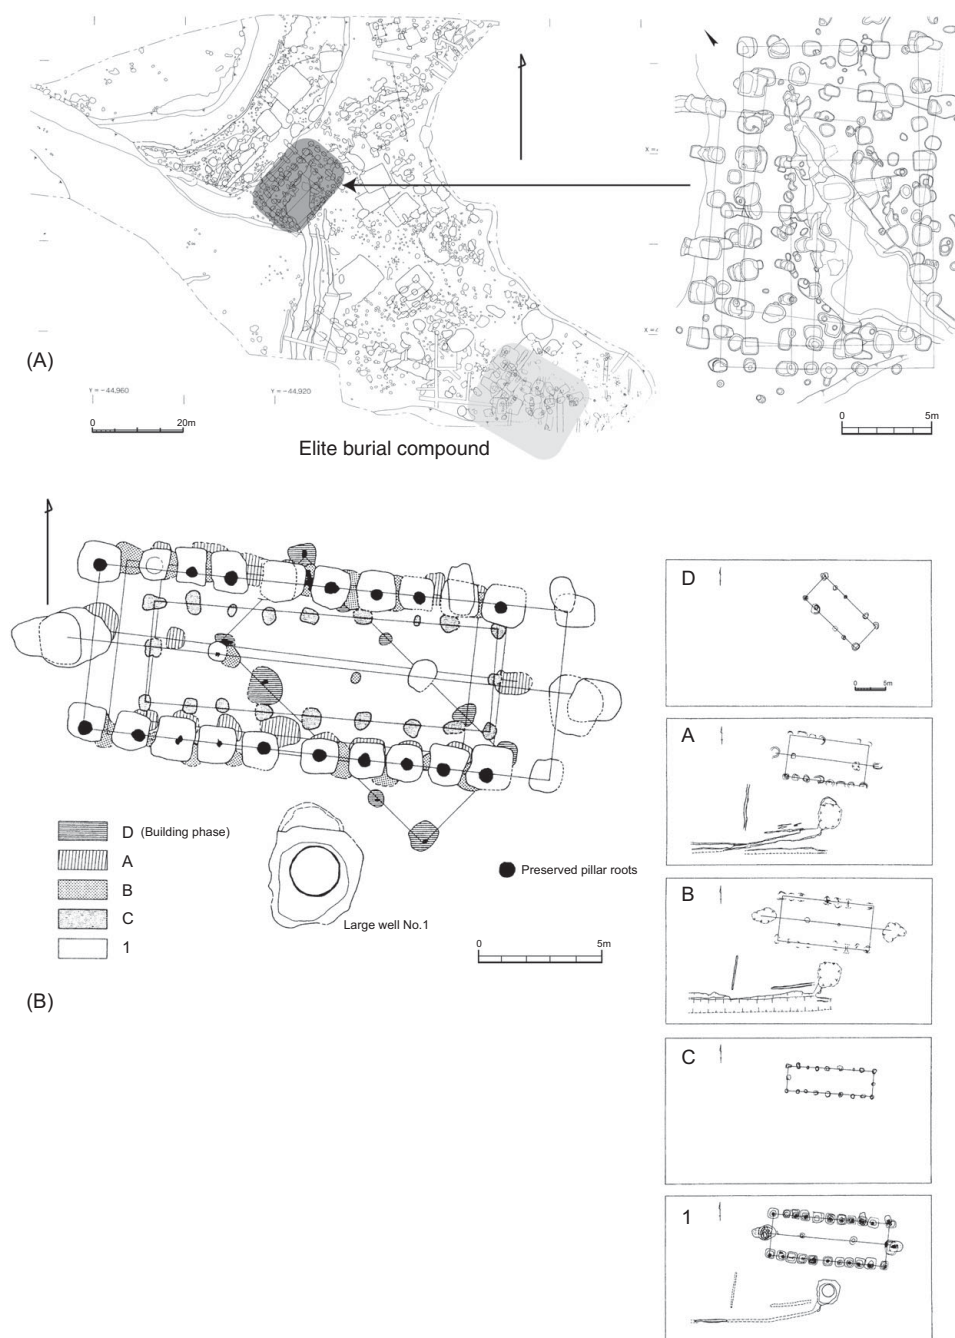 (A)
Y = -44,960
Y = -44,920
0 20m
Elite burial compound
0 5m
D (Building phase)
A
B
C
1
Large well No.1
Preserved pillar roots
0 5m
(B)
D
0 5m
A
B
C
1